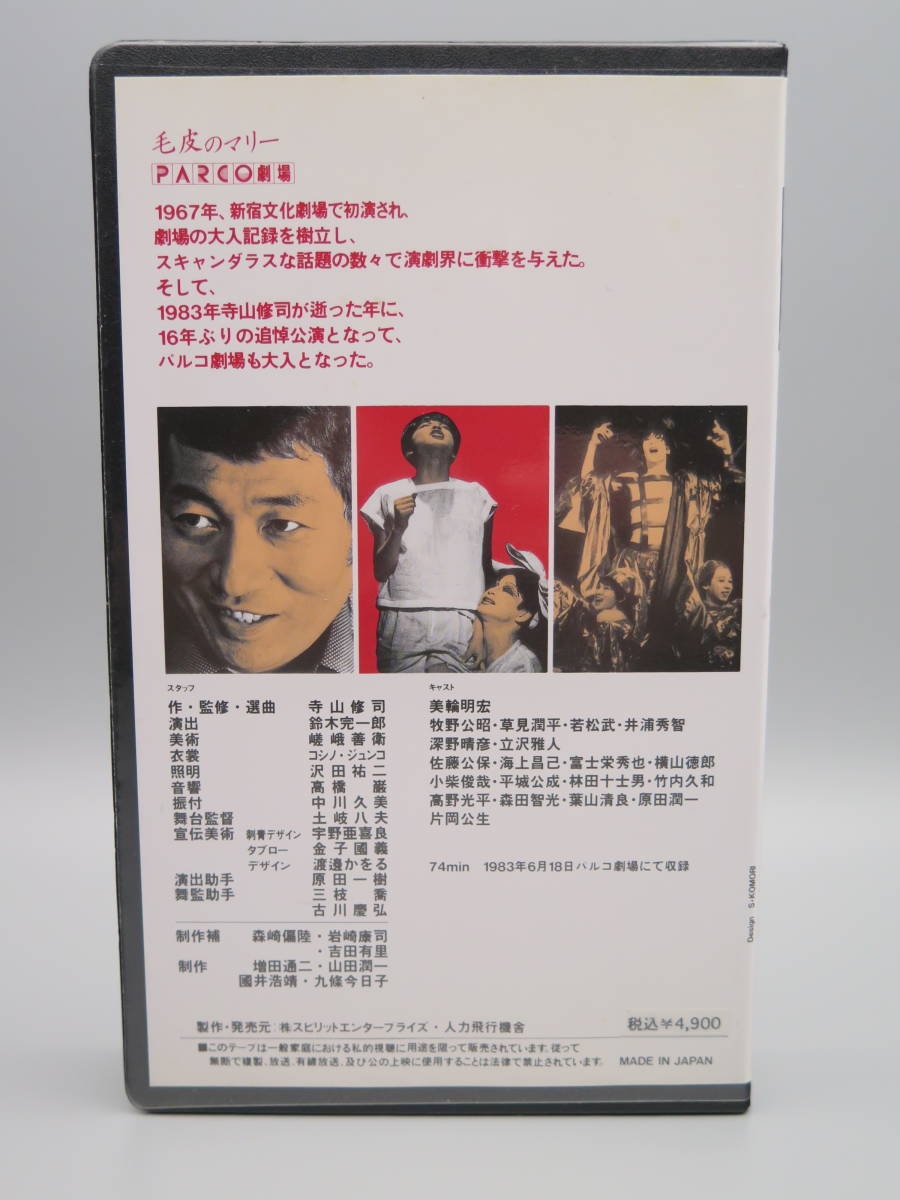 毛皮のマリー
PARCO劇場
1967年、新宿文化劇場で初演され、
劇場の大入記録を樹立し、
スキャンダラスな話題の数々で演劇界に衝撃を与えた。
そして、
1983年寺山修司が逝った年に、
16年ぶりの追悼公演となって、
パルコ劇場も大入となった。
スタッフ
作・監修・選曲 寺山修司
演出 鈴木完一郎
美術 嵯峨善衛
衣裳 コシノ・ジュンコ
照明 沢田祐二
音響 高橋巌
振付 中川久美
舞台監督 土岐八夫
宣伝美術 刺青デザイン 宇野亜喜良
タブロー 金子國義
デザイン 渡邉かをる
演出助手 原田一樹
舞監助手 三枝喬
古川慶弘
制作補 森崎偏陸・岩崎康司
・吉田有里
制作 増田通二・山田潤一
國井浩靖・九條今日子
キャスト
美輪明宏
牧野公昭・草見潤平・若松武・井浦秀智
深野晴彦・立沢雅人
佐藤公保・海上昌己・富士栄秀也・横山徳郎
小柴俊哉・平城公成・林田十士男・竹内久和
高野光平・森田智光・葉山清良・原田潤一
片岡公生
74min 1983年6月18日パルコ劇場にて収録
Design S・KOMORI
製作・発売元：㈱スピリットエンタープライズ・人力飛行機舎
税込¥4,900
■このテープは一般家庭における私的視聴に用途を限って販売されています。従って
無断で複製、放送、有線放送、及び公の上映に使用することは法律で禁止されています。
MADE IN JAPAN